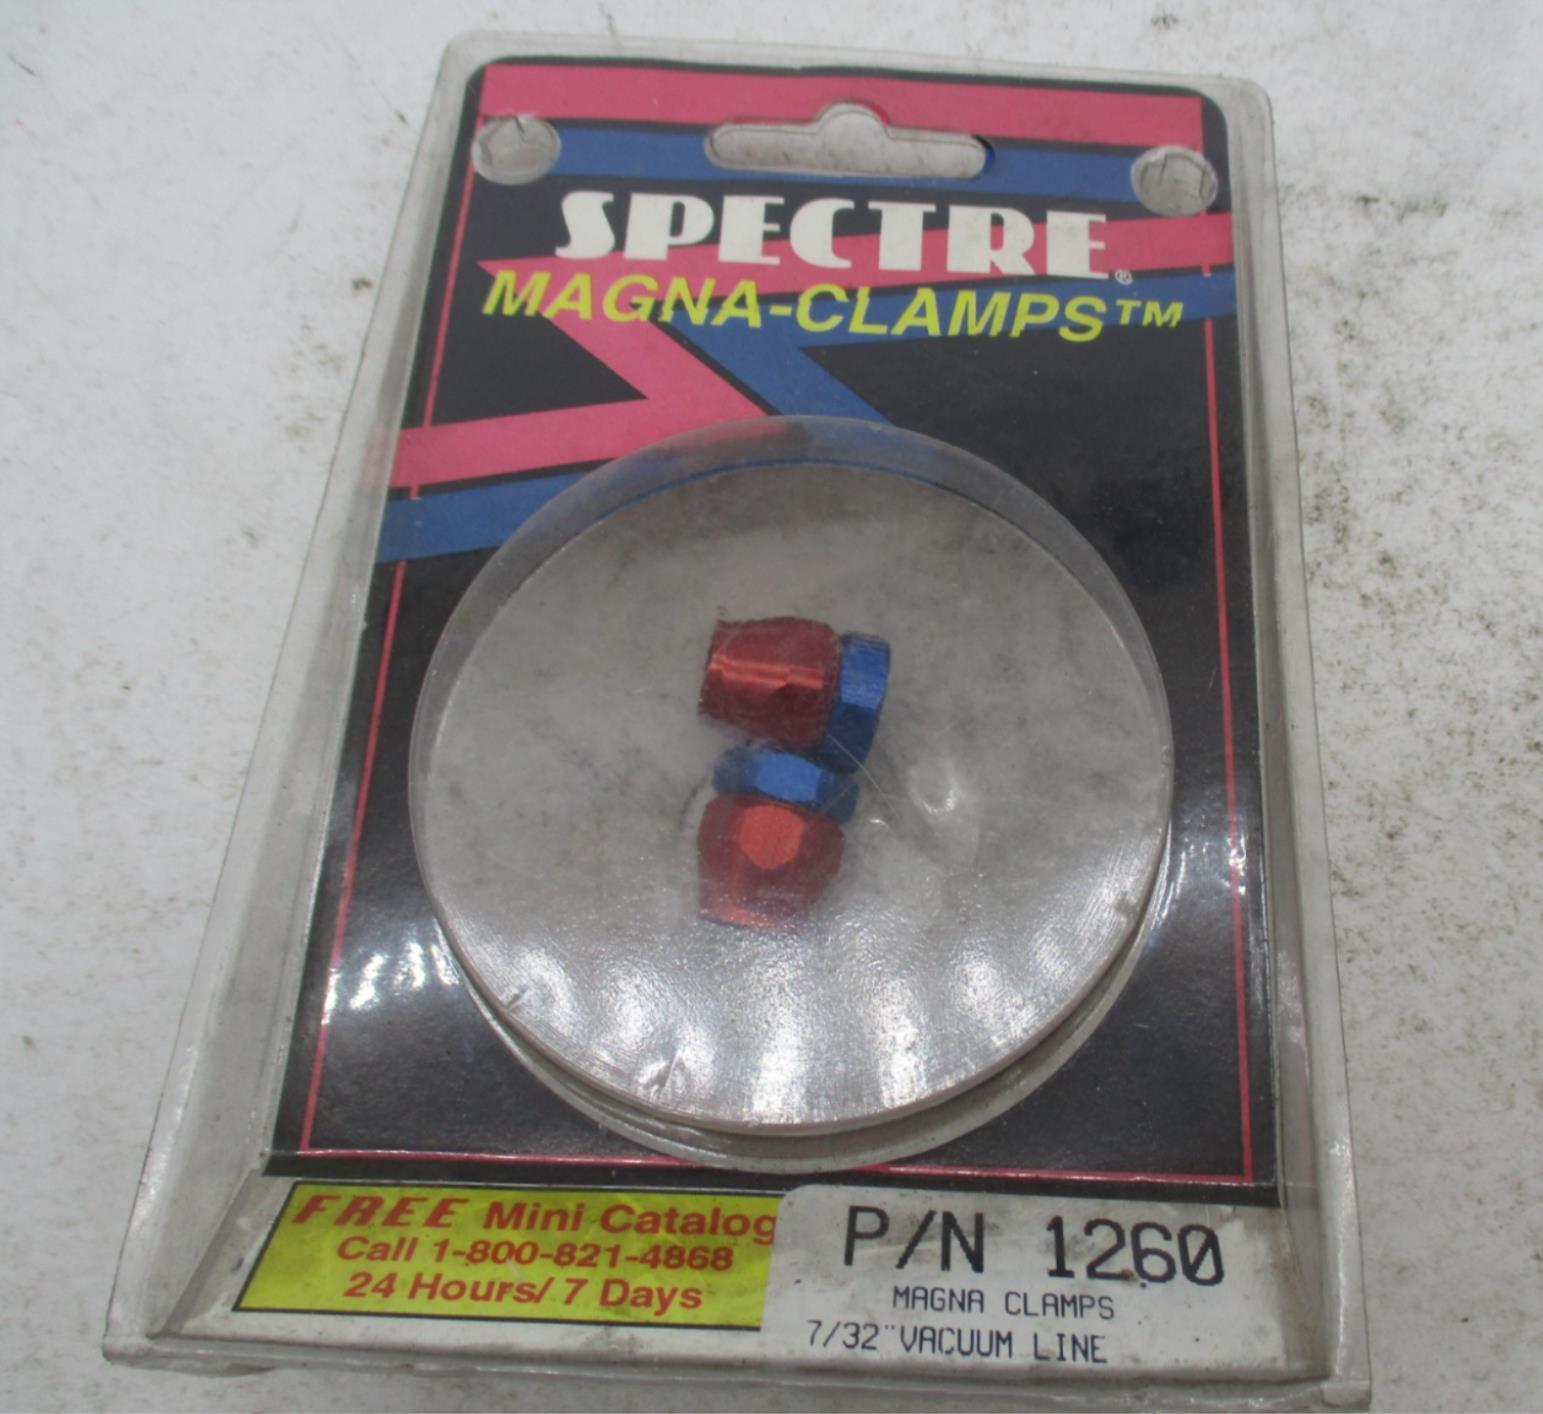 SPECTRE®
MAGNA-CLAMPS™
FREE Mini Catalog
Call 1-800-821-4868
24 Hours/ 7 Days
P/N 1260
MAGNA CLAMPS
7/32"VACUUM LINE